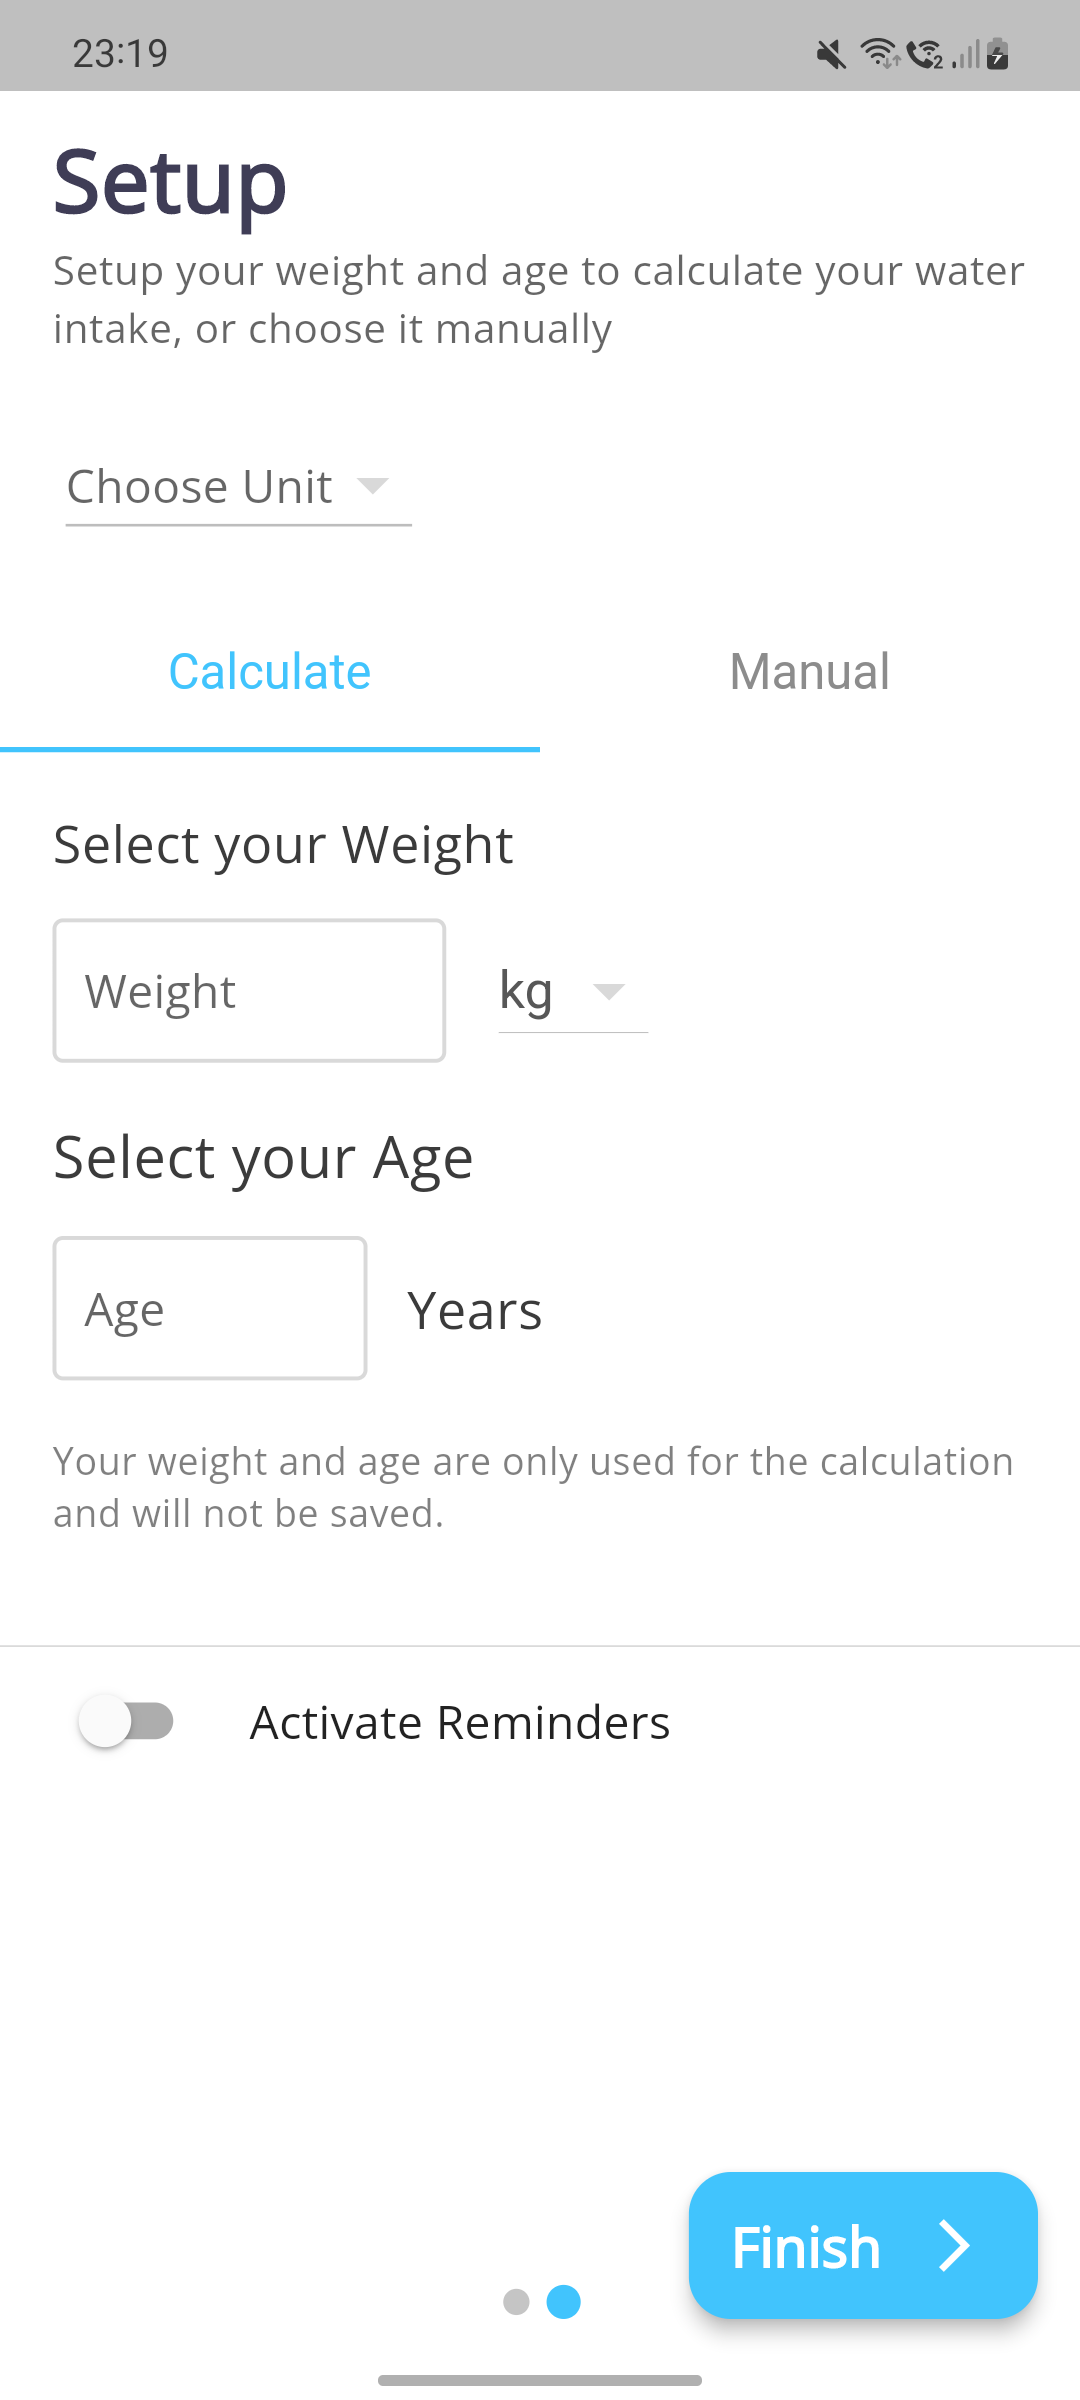 23:19
Setup
Setup your weight and age to calculate your water
intake, or choose it manually
Choose Unit
Calculate
Manual
Select your Weight
Weight
kg
Select your Age
Age
Years
Your weight and age are only used for the calculation
and will not be saved.
Activate Reminders
Finish